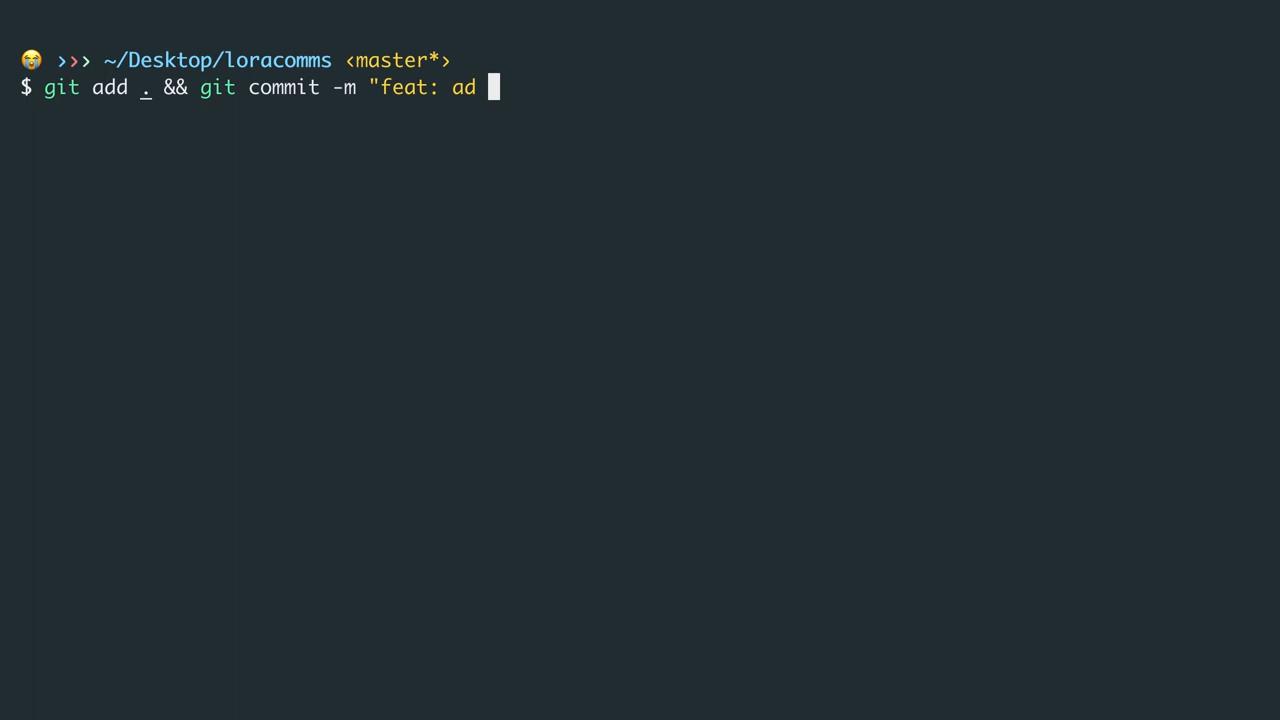 😭 ››› ~/Desktop/loracomms ‹master*›
$ git add . && git commit -m "feat: ad